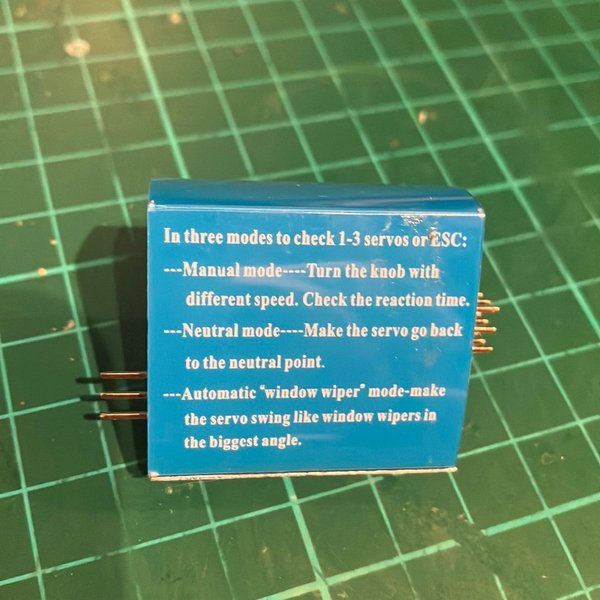 In three modes to check 1-3 servos or ESC:
---Manual mode----Turn the knob with
different speed. Check the reaction time.
---Neutral mode----Make the servo go back
to the neutral point.
---Automatic "window wiper" mode-make
the servo swing like window wipers in
the biggest angle.